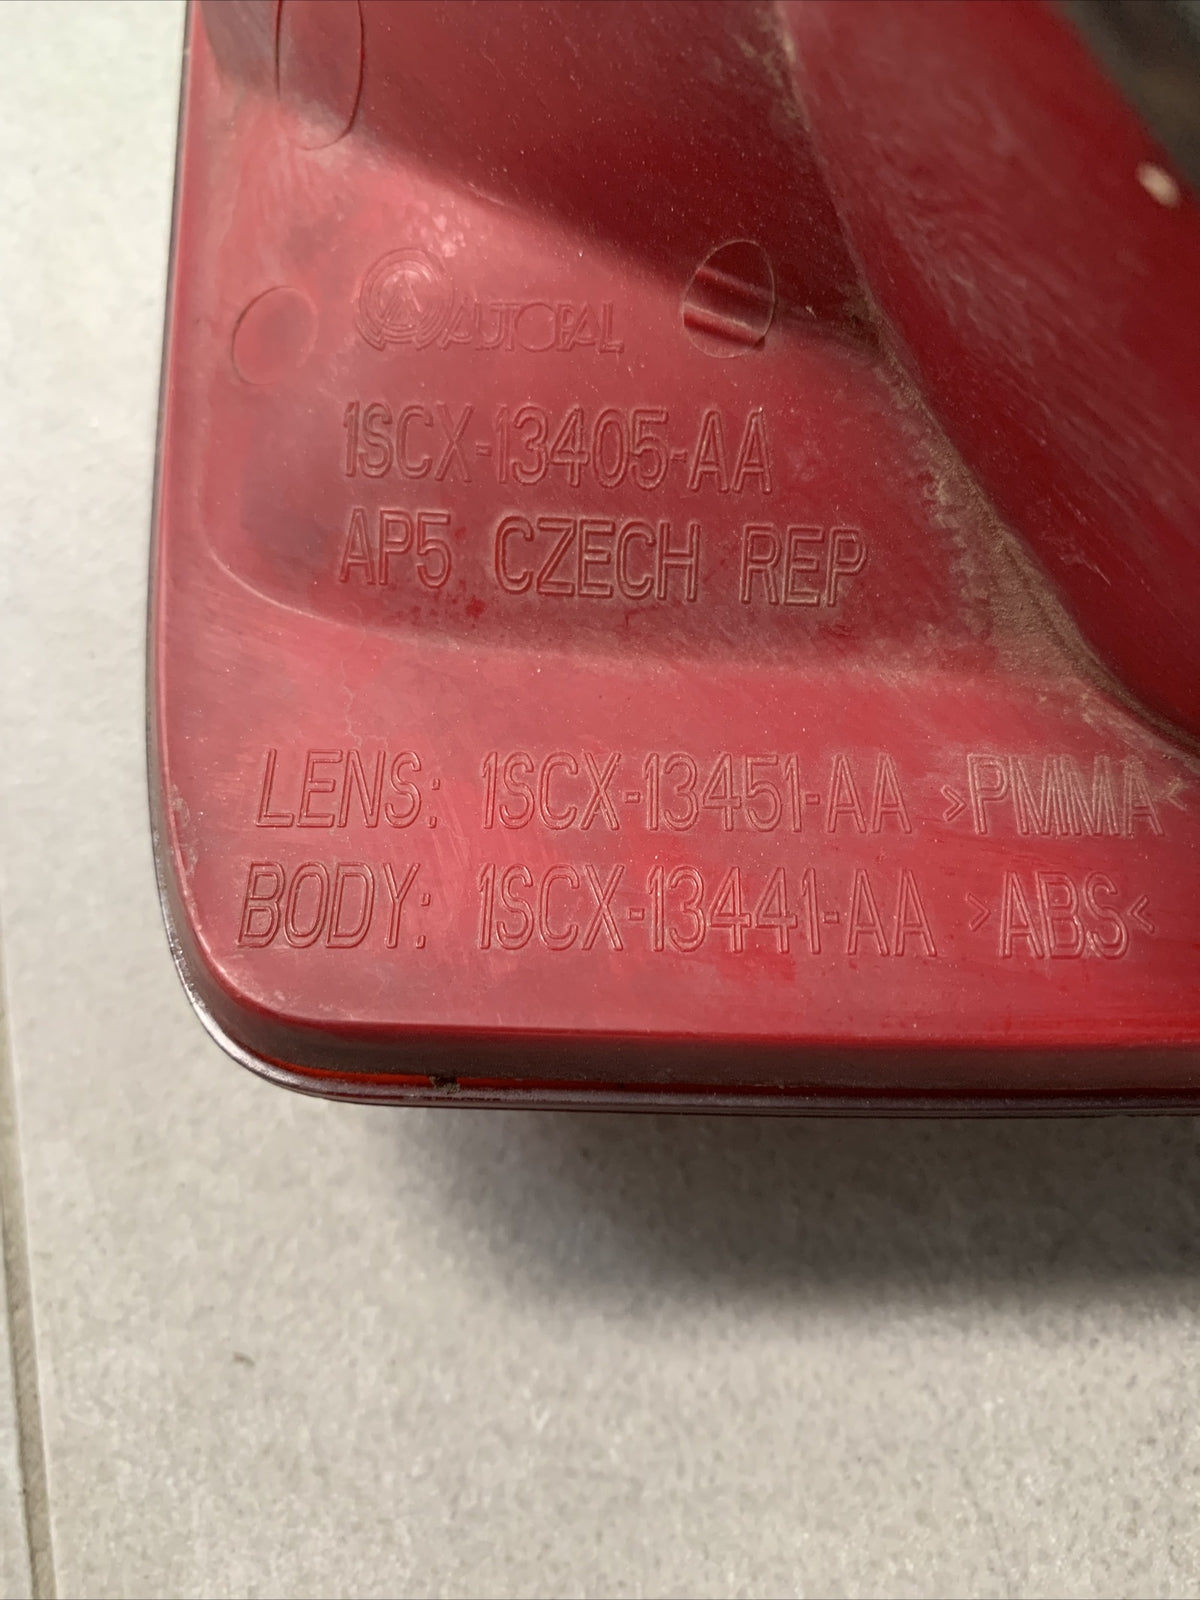 AUTOPAL
1SCX-13405-AA
AP5 CZECH REP
LENS: 1SCX-13451-AA >PMMA<
BODY: 1SCX-13441-AA >ABS<